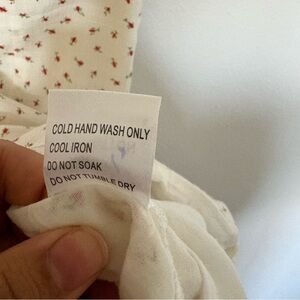 COLD HAND WASH ONLY
COOL IRON
DO NOT SOAK
DO NOT TUMBLE DRY